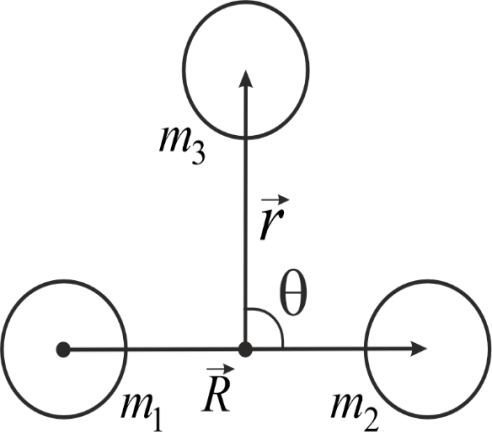 m₃
r⃗
θ
m₁ R⃗ m₂